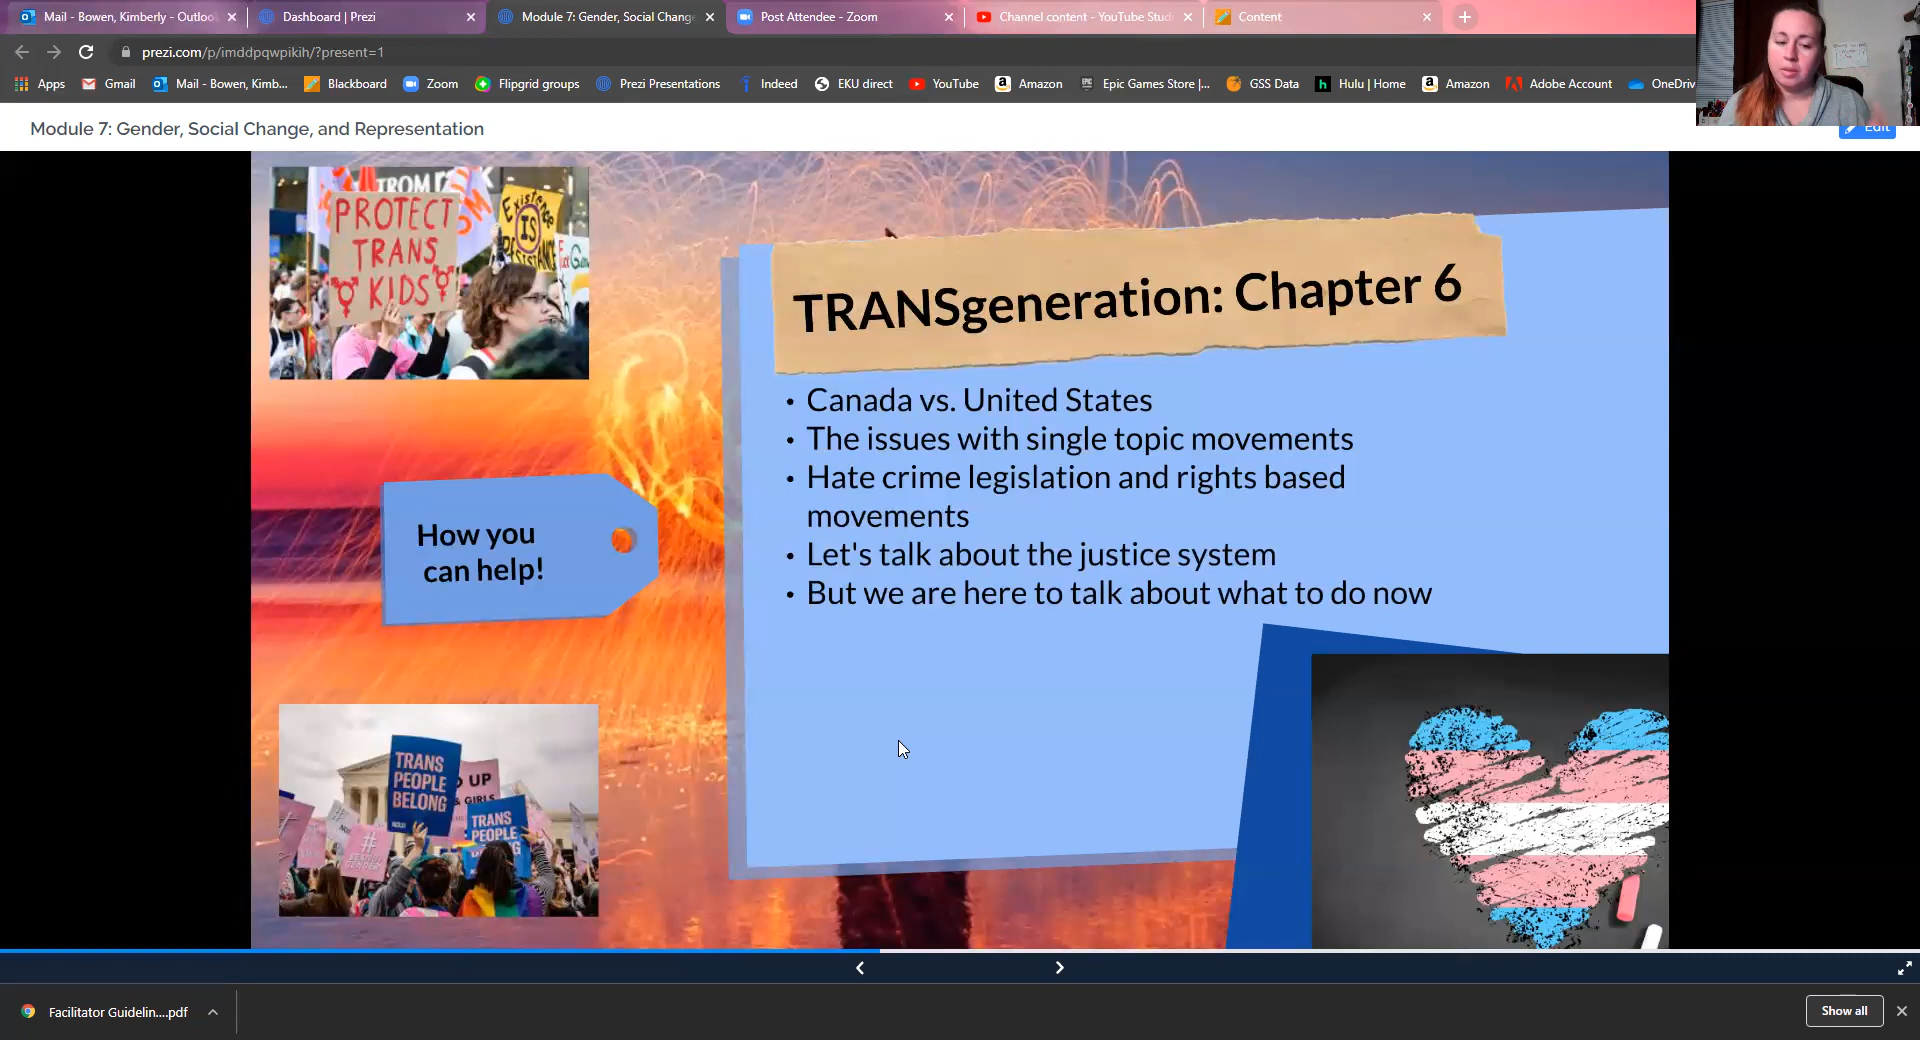 Mail - Bowen, Kimberly - Outloo
Dashboard | Prezi
Module 7: Gender, Social Change
Post Attendee - Zoom
Channel content - YouTube Stud
Content
prezi.com/p/imddpqwpikih/?present=1
Apps
Gmail
Mail - Bowen, Kimb...
Blackboard
Zoom
Flipgrid groups
Prezi Presentations
Indeed
EKU direct
YouTube
Amazon
Epic Games Store |...
GSS Data
Hulu | Home
Amazon
Adobe Account
OneDriv
Module 7: Gender, Social Change, and Representation
Edit
PROTECT
TRANS
KIDS
EXisteNce
IS
ResiSTANCE
TRANSgeneration: Chapter 6
• Canada vs. United States
• The issues with single topic movements
• Hate crime legislation and rights based
movements
• Let's talk about the justice system
• But we are here to talk about what to do now
How you
can help!
TRANS
PEOPLE
BELONG
UP
& GIRLS
TRANS
PEOPLE
Facilitator Guidelin....pdf
Show all